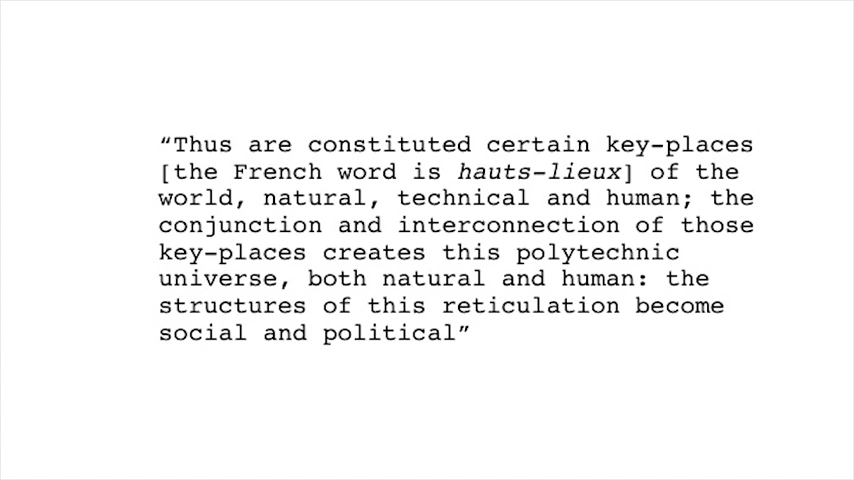 “Thus are constituted certain key-places
[the French word is hauts-lieux] of the
world, natural, technical and human; the
conjunction and interconnection of those
key-places creates this polytechnic
universe, both natural and human: the
structures of this reticulation become
social and political”